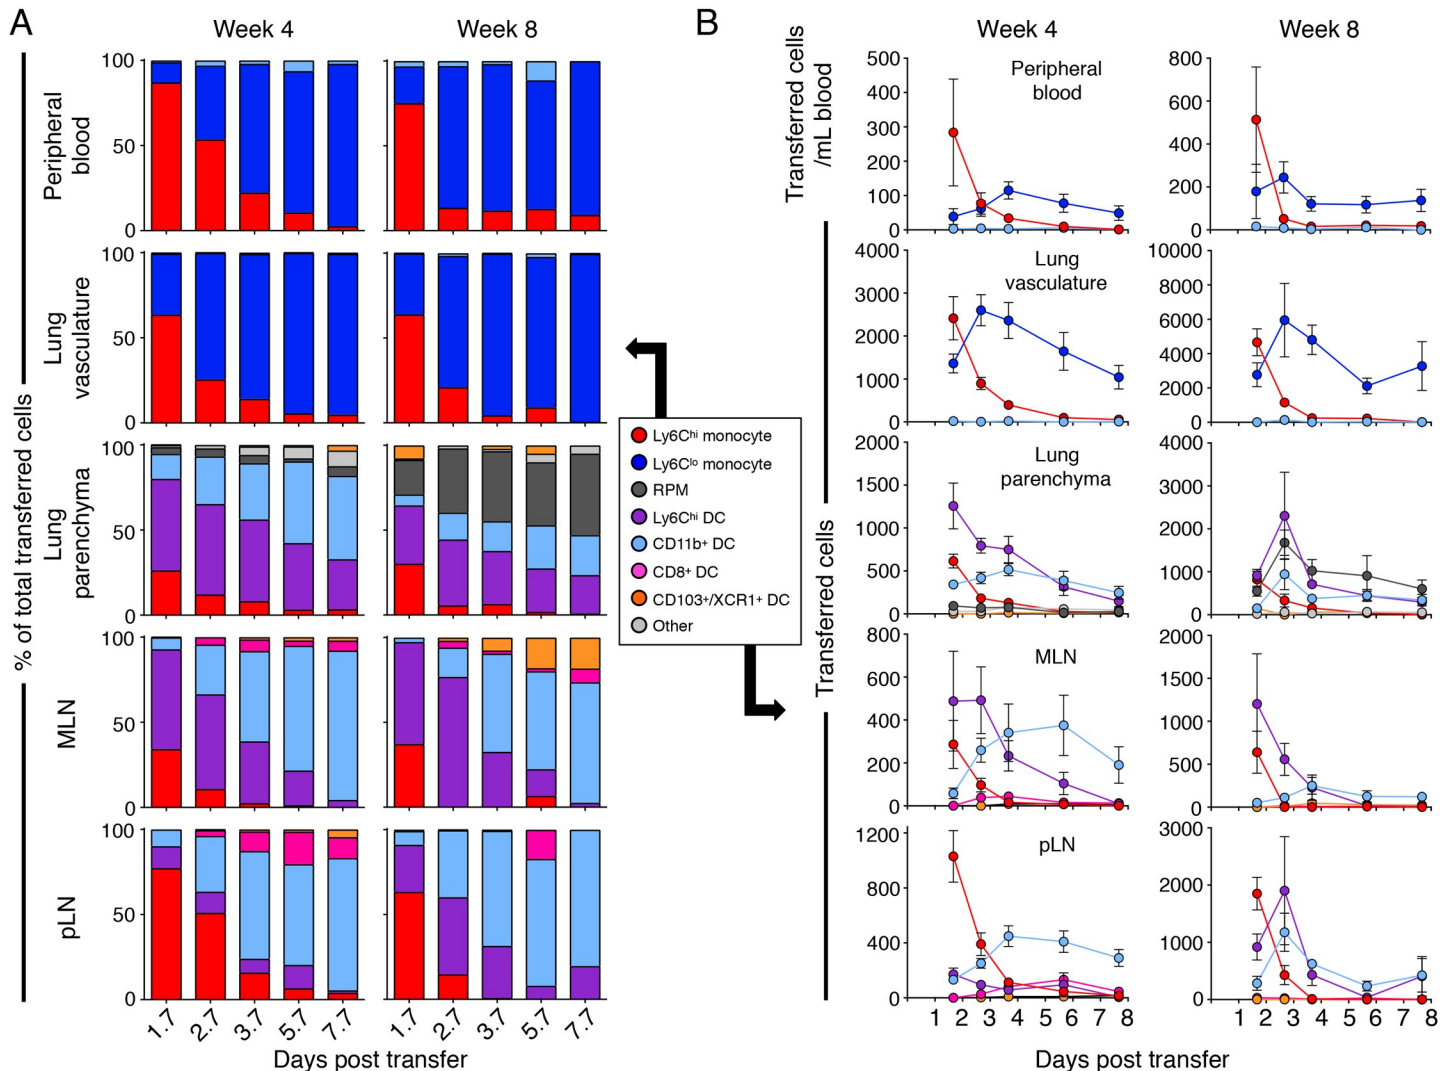 A
Week 4
Week 8
% of total transferred cells
Peripheral
blood
100
50
0
Lung
vasculature
100
50
0
Lung
parenchyma
100
50
0
MLN
100
50
0
pLN
100
50
0
1.7 2.7 3.7 5.7 7.7
1.7 2.7 3.7 5.7 7.7
Days post transfer
Ly6Chi monocyte
Ly6Clo monocyte
RPM
Ly6Chi DC
CD11b+ DC
CD8+ DC
CD103+/XCR1+ DC
Other
B
Week 4
Week 8
Transferred cells
/mL blood
Transferred cells
Peripheral
blood
500
400
300
200
100
0
800
600
400
200
0
Lung
vasculature
4000
3000
2000
1000
0
10000
8000
6000
4000
2000
0
Lung
parenchyma
2000
1500
1000
500
0
4000
3000
2000
1000
0
MLN
800
600
400
200
0
2000
1500
1000
500
0
pLN
1200
800
400
0
3000
2000
1000
0
1 2 3 4 5 6 7 8
1 2 3 4 5 6 7 8
Days post transfer